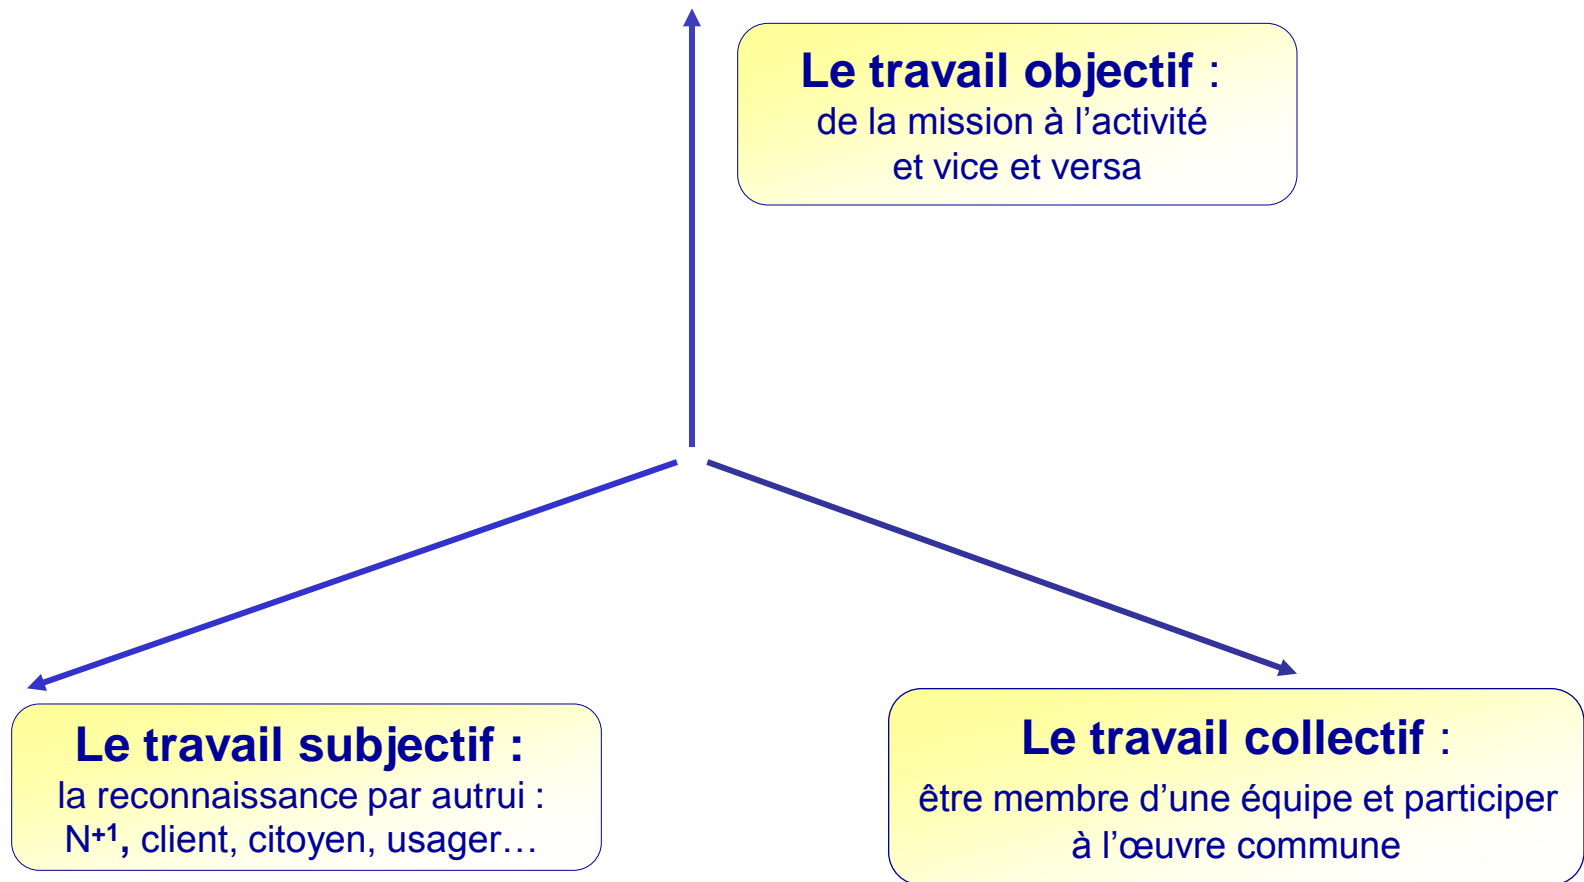 Le travail objectif :
de la mission à l’activité
et vice et versa
Le travail subjectif :
la reconnaissance par autrui :
N+1, client, citoyen, usager…
Le travail collectif :
être membre d’une équipe et participer
à l’œuvre commune